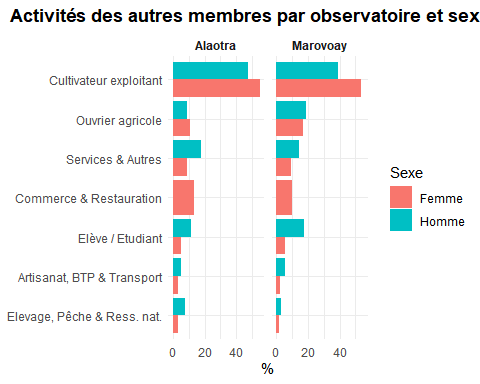 Activités des autres membres par observatoire et sex
Alaotra Marovoay
Cultivateur exploitant
Ouvrier agricole
Services & Autres
Commerce & Restauration
Elève / Etudiant
Artisanat, BTP & Transport
Elevage, Pêche & Ress. nat.
0 20 40 0 20 40
%
Sexe
Femme
Homme